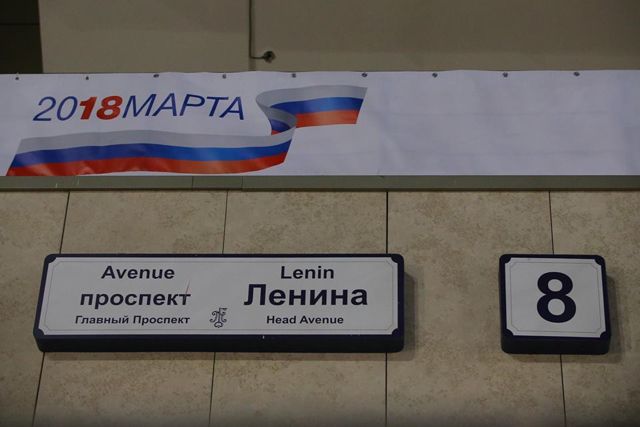 2018МАРТА
Avenue
проспект
Главный Проспект
Lenin
Ленина
Head Avenue
8